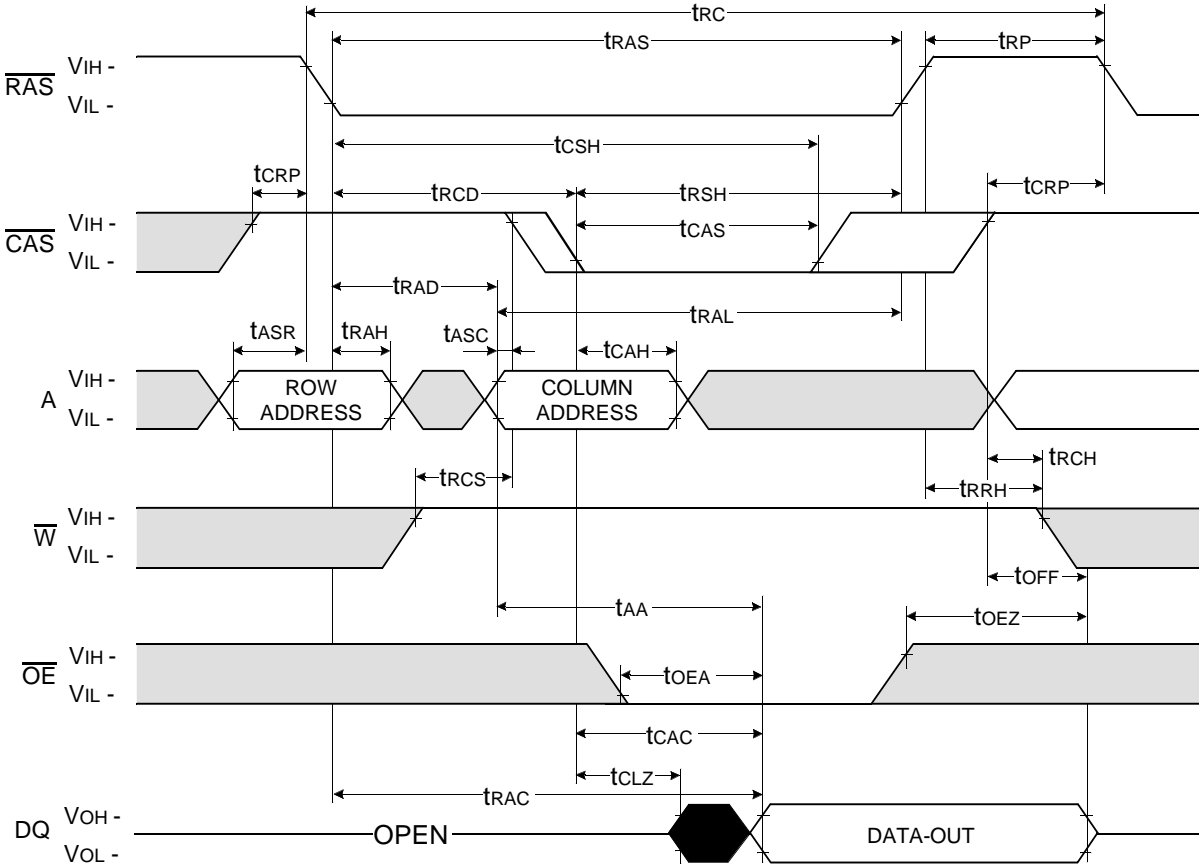 tRC
tRAS
tRP
RAS
VIH -
VIL -
tCSH
tCRP
tRCD
tRSH
tCRP
CAS
VIH -
VIL -
tCAS
tRAD
tRAL
tASR
tRAH
tASC
tCAH
A
VIH -
VIL -
ROW
ADDRESS
COLUMN
ADDRESS
tRCH
tRCS
tRRH
W
VIH -
VIL -
tOFF
tAA
tOEZ
OE
VIH -
VIL -
tOEA
tCAC
tCLZ
tRAC
DQ
VOH -
VOL -
OPEN
DATA-OUT